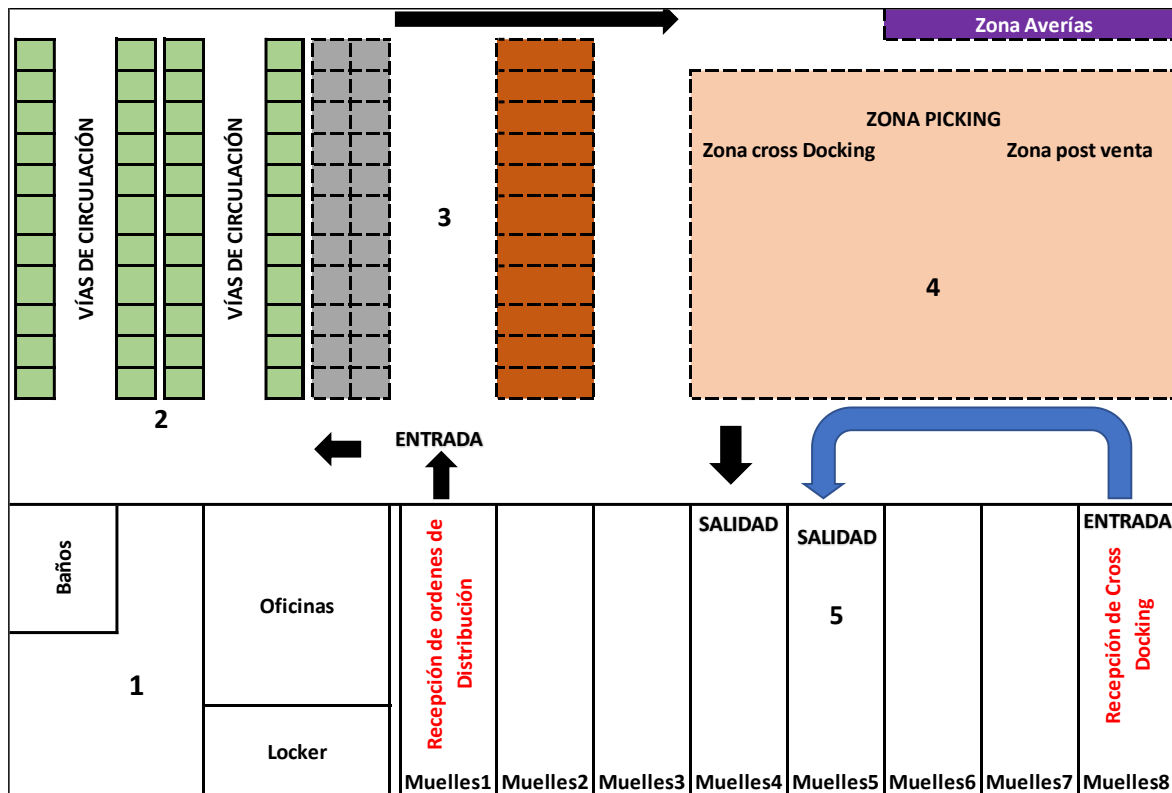 Zona Averías
ZONA PICKING
Zona cross Docking
Zona post venta
VÍAS DE CIRCULACIÓN
VÍAS DE CIRCULACIÓN
3
4
2
ENTRADA
Baños
1
Oficinas
Locker
Recepción de ordenes de
Distribución
SALIDAD
SALIDAD
5
ENTRADA
Recepción de Cross
Docking
Muelles1
Muelles2
Muelles3
Muelles4
Muelles5
Muelles6
Muelles7
Muelles8